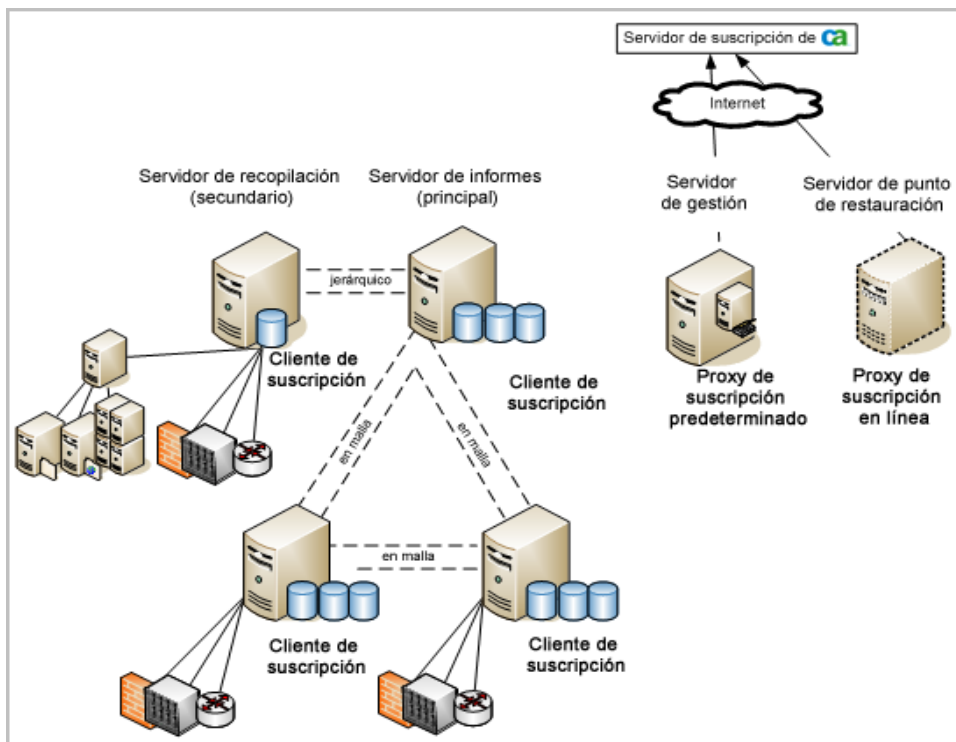 Servidor de suscripción de ca
Internet
Servidor de recopilación
(secundario)
Servidor de informes
(principal)
Servidor
de gestión
Servidor de punto
de restauración
jerárquico
Cliente de
suscripción
Cliente de
suscripción
Proxy de
suscripción
predeterminado
Proxy de
suscripción
en línea
en malla
en malla
en malla
Cliente de
suscripción
Cliente de
suscripción